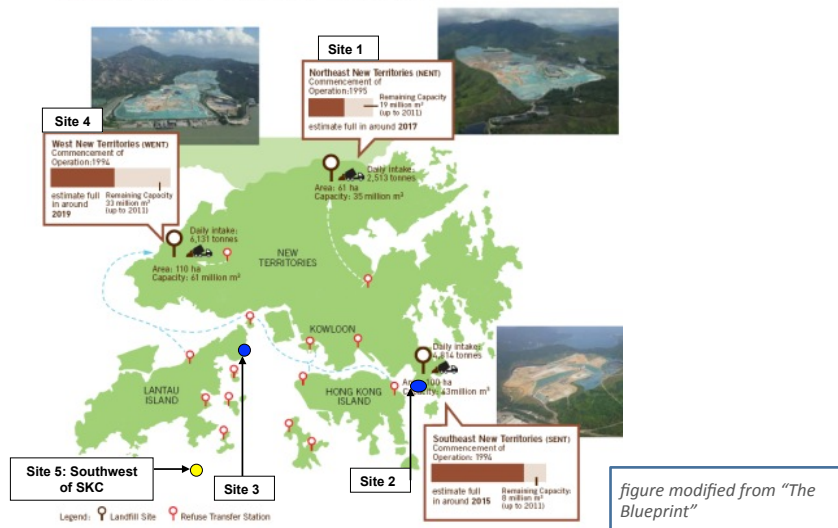 Site 1
Northeast New Territories (NENT)
Commencement of
Operation:1995
Remaining Capacity
19 million m³
(up to 2011)
estimate full in around 2017
Site 4
West New Territories (WENT)
Commencement of
Operation:1994
estimate full
in around
2019
Remaining Capacity
33 million m³
(up to 2011)
Daily Intake:
2,513 tonnes
Area: 61 ha
Capacity: 35 million m³
Daily intake:
6,131 tonnes
Area: 110 ha
Capacity: 61 million m³
NEW
TERRITORIES
KOWLOON
Daily intake:
4,814 tonnes
LANTAU
ISLAND
HONG KONG
ISLAND
Southeast New Territories (SENT)
Commencement of
Operation: 1994
estimate full
in around 2015
Remaining Capacity
8 million m³
(up to 2011)
Site 5: Southwest
of SKC
Site 3
Site 2
Legend:
Landfill Site
Refuse Transfer Station
figure modified from “The
Blueprint”